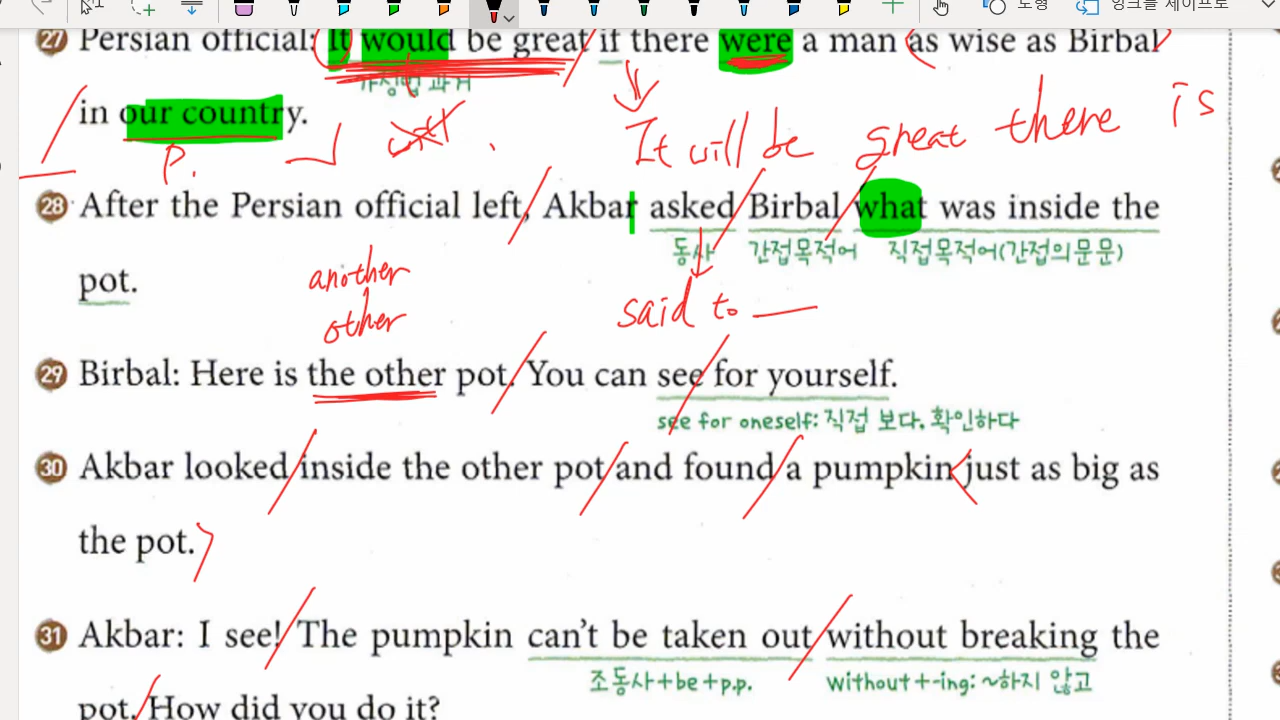 도형
잉크를 셰이프로
27 Persian official: It would be great if there were a man as wise as Birbal
가정법 과거
in our country.
P.
will
It will be great there is
28 After the Persian official left, Akbar asked Birbal what was inside the
동사 간접목적어 직접목적어(간접의문문)
pot.
another
other
said to
29 Birbal: Here is the other pot. You can see for yourself.
see for oneself: 직접 보다, 확인하다
30 Akbar looked inside the other pot and found a pumpkin just as big as
the pot.
31 Akbar: I see! The pumpkin can't be taken out without breaking the
조동사+be+p.p. without+-ing: ~하지 않고
pot. How did you do it?